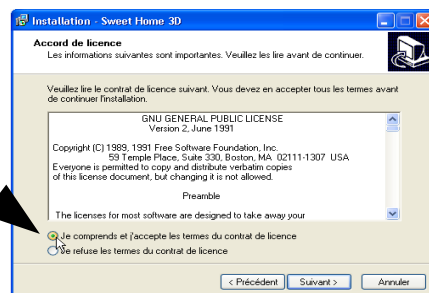 Installation - Sweet Home 3D
Accord de licence
Les informations suivantes sont importantes. Veuillez les lire avant de continuer.
Veuillez lire le contrat de licence suivant. Vous devez en accepter tous les termes avant
de continuer l'installation.
GNU GENERAL PUBLIC LICENSE
Version 2, June 1991
Copyright (C) 1989, 1991 Free Software Foundation, Inc.
59 Temple Place, Suite 330, Boston, MA 02111-1307 USA
Everyone is permitted to copy and distribute verbatim copies
of this license document, but changing it is not allowed.
Preamble
The licenses for most software are designed to take away your
Je comprends et j'accepte les termes du contrat de licence
Je refuse les termes du contrat de licence
< Précédent Suivant > Annuler